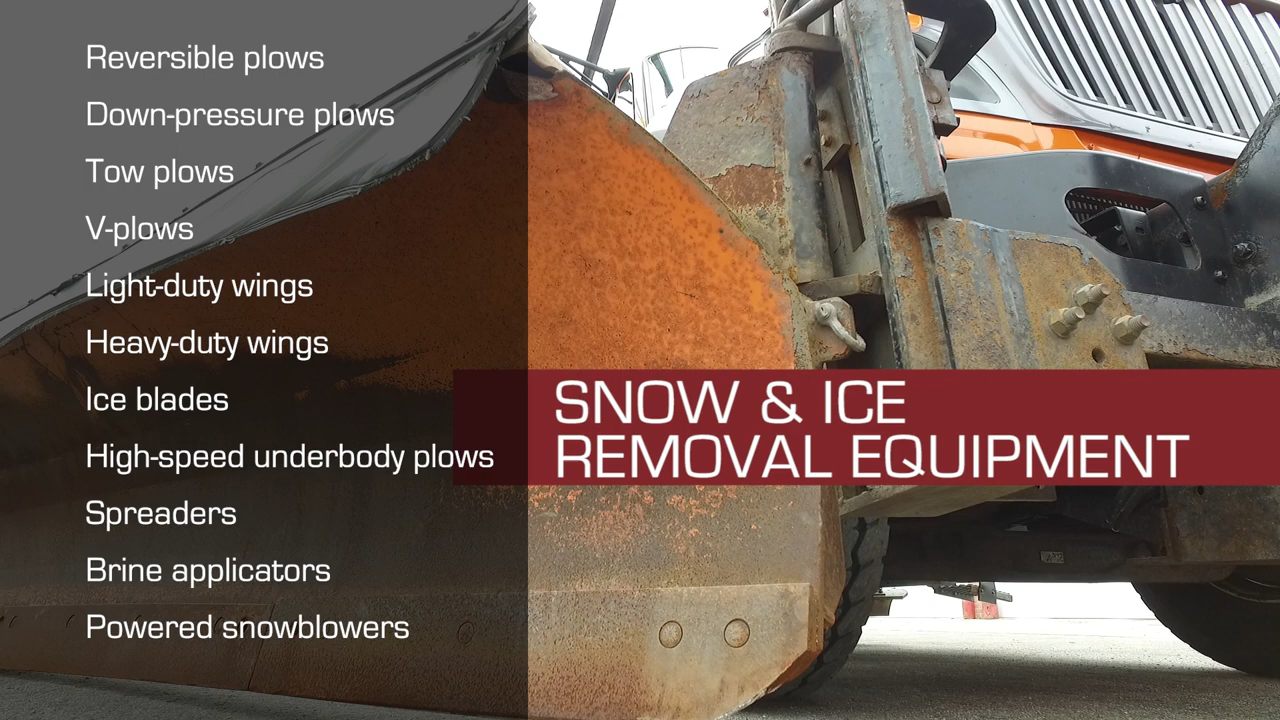 Reversible plows
Down-pressure plows
Tow plows
V-plows
Light-duty wings
Heavy-duty wings
Ice blades
High-speed underbody plows
Spreaders
Brine applicators
Powered snowblowers
SNOW & ICE
REMOVAL EQUIPMENT